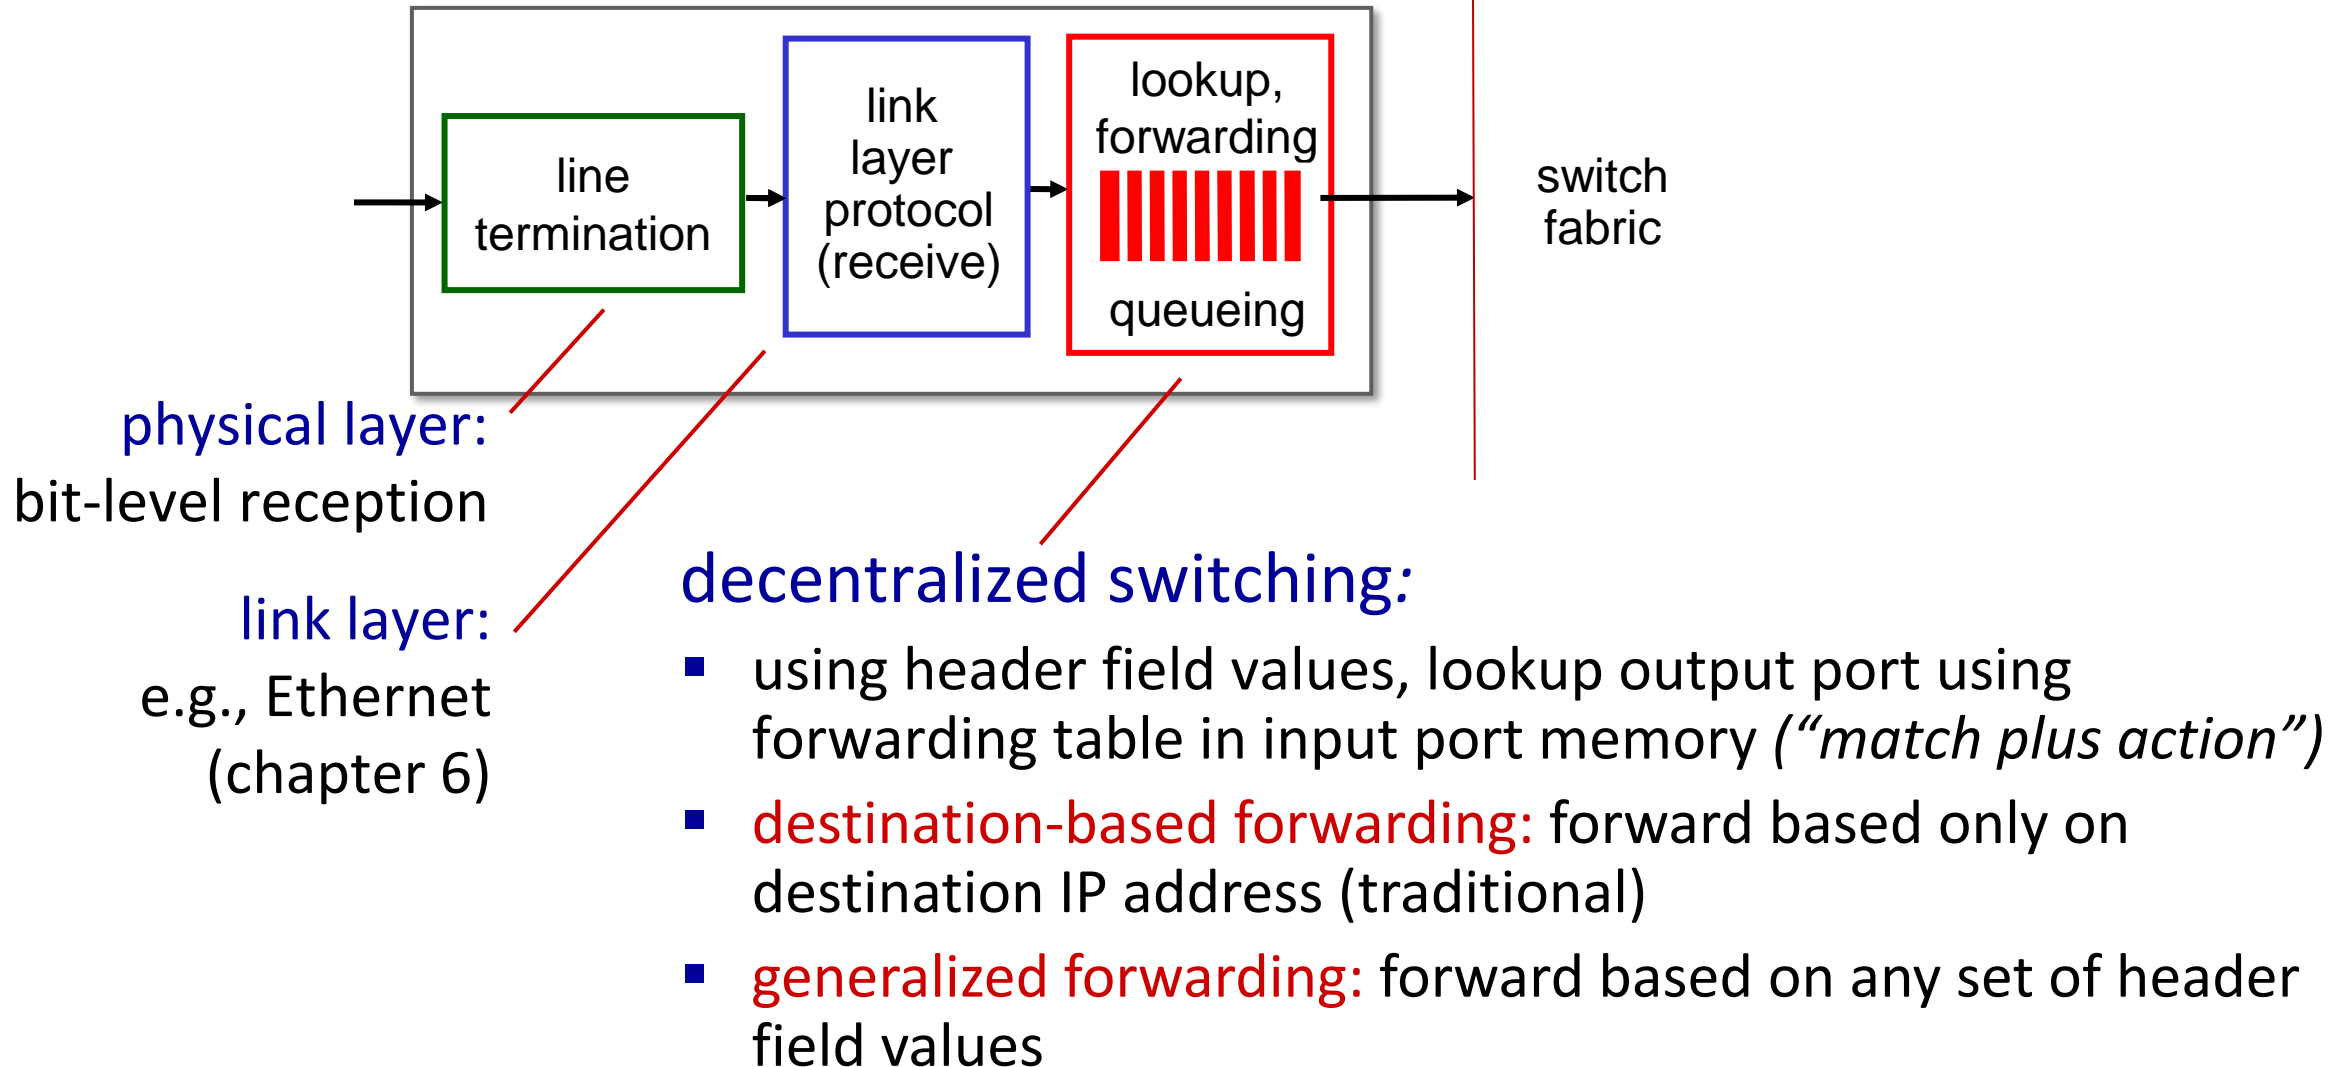 line
termination
link
layer
protocol
(receive)
lookup,
forwarding
queueing
switch
fabric
physical layer:
bit-level reception
link layer:
e.g., Ethernet
(chapter 6)
decentralized switching:
▪ using header field values, lookup output port using
forwarding table in input port memory (“match plus action”)
▪ destination-based forwarding: forward based only on
destination IP address (traditional)
▪ generalized forwarding: forward based on any set of header
field values